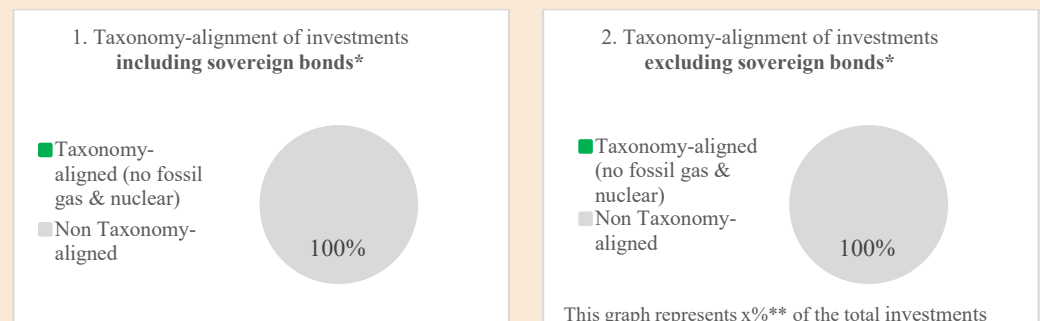 1. Taxonomy-alignment of investments
including sovereign bonds*
Taxonomy-
aligned (no fossil
gas & nuclear)
Non Taxonomy-
aligned
100%
2. Taxonomy-alignment of investments
excluding sovereign bonds*
Taxonomy-aligned
(no fossil gas &
nuclear)
Non Taxonomy-
aligned
100%
This graph represents x%** of the total investments